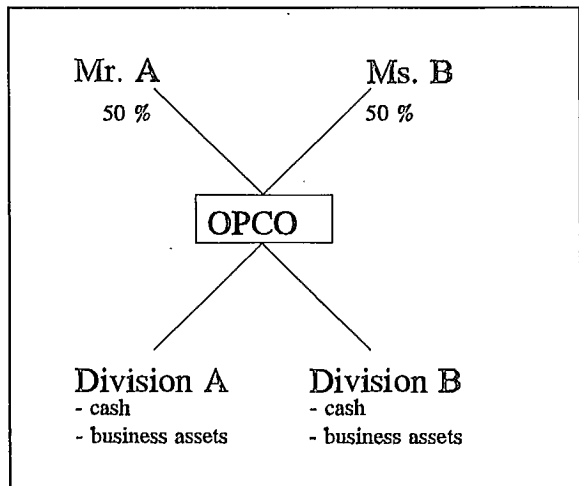 Mr. A Ms. B
50 % 50 %
OPCO
Division A Division B
- cash - cash
- business assets - business assets